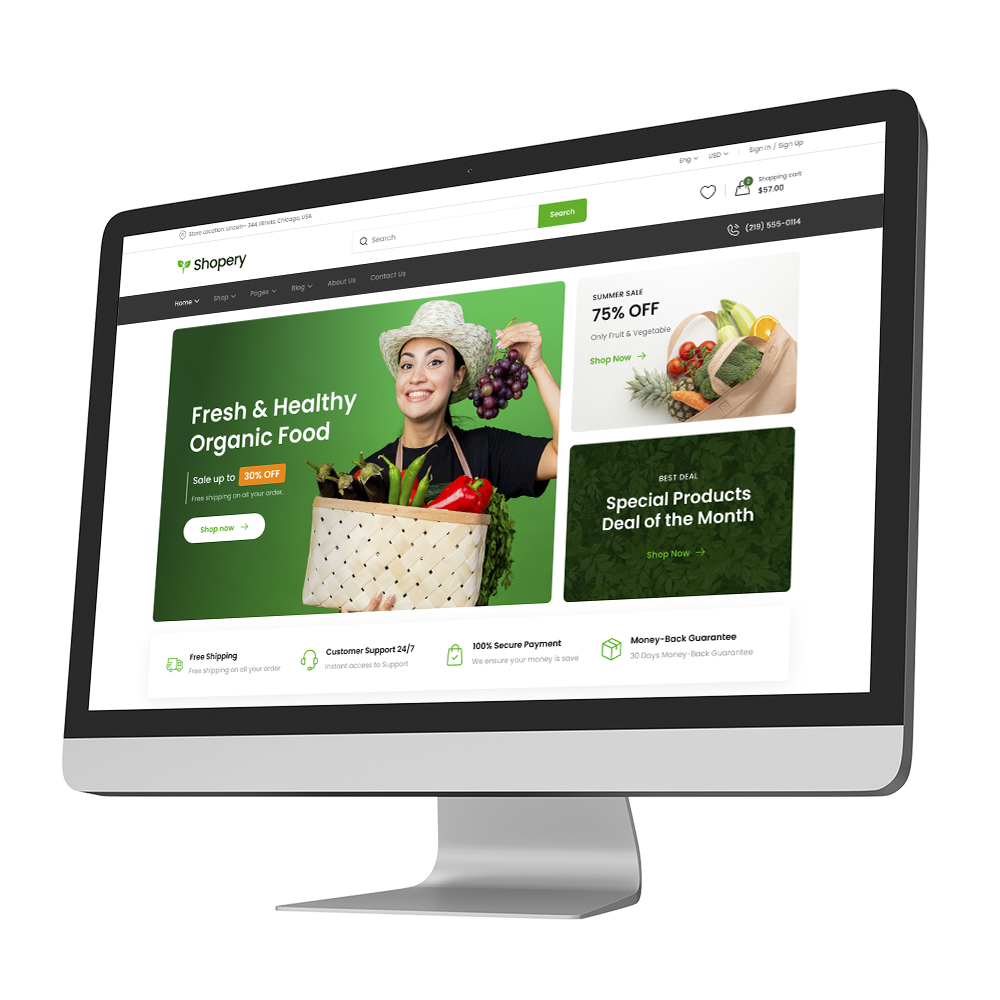 Store Location: Lincoln- 344, Illinois, Chicago, USA
Eng
USD
Sign In / Sign Up
Shopery
Search
Search
2
Shopping cart:
$57.00
Home
Shop
Pages
Blog
About Us
Contact Us
(219) 555-0114
Fresh & Healthy
Organic Food
Sale up to 30% OFF
Free shipping on all your order.
Shop now
SUMMER SALE
75% OFF
Only Fruit & Vegetable
Shop Now
BEST DEAL
Special Products
Deal of the Month
Shop Now
Free Shipping
Free shipping on all your order
Customer Support 24/7
Instant access to Support
100% Secure Payment
We ensure your money is save
Money-Back Guarantee
30 Days Money-Back Guarantee